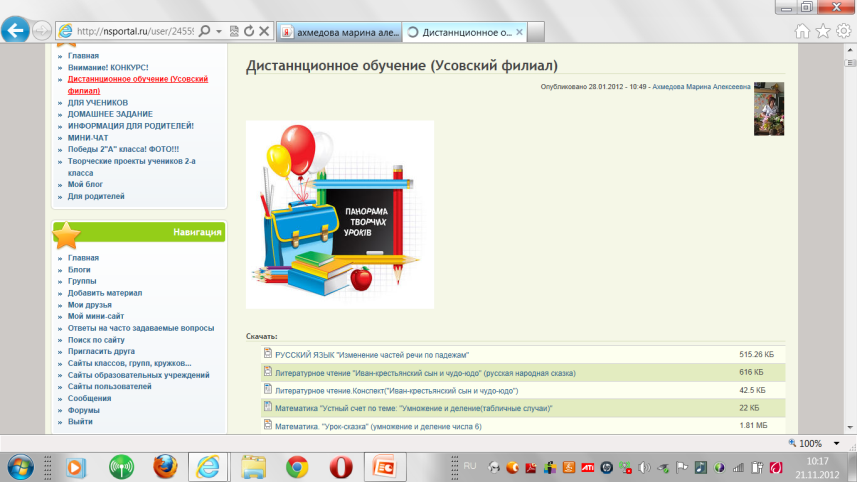 http://nsportal.ru/user/2455
ахмедова марина але...
Дистаннционное о...
Главная
Внимание! КОНКУРС!
Дистаннционное обучение (Усовский
филиал)
ДЛЯ УЧЕНИКОВ
ДОМАШНЕЕ ЗАДАНИЕ
ИНФОРМАЦИЯ ДЛЯ РОДИТЕЛЕЙ!
МИНИ-ЧАТ
Победы 2"А" класса! ФОТО!!!
Творческие проекты учеников 2-а
класса
Мой блог
Для родителей
Навигация
Главная
Блоги
Группы
Добавить материал
Мои друзья
Мой мини-сайт
Ответы на часто задаваемые вопросы
Поиск по сайту
Пригласить друга
Сайты классов, групп, кружков...
Сайты образовательных учреждений
Сайты пользователей
Сообщения
Форумы
Выйти
Дистаннционное обучение (Усовский филиал)
Опубликовано 28.01.2012 - 10:49 - Ахмедова Марина Алексеевна
ПАНОРАМА
ТВОРЧИХ
УРОКІВ
Скачать:
РУССКИЙ ЯЗЫК "Изменение частей речи по падежам" 515.26 КБ
Литературное чтение "Иван-крестьянский сын и чудо-юдо" (русская народная сказка) 616 КБ
Литературное чтение.Конспект("Иван-крестьянский сын и чудо-юдо") 42.5 КБ
Математика "Устный счет по теме: "Умножение и деление(табличные случаи)" 22 КБ
Математика. "Урок-сказка" (умножение и деление числа 6) 1.81 МБ
100%
RU
10:17
21.11.2012